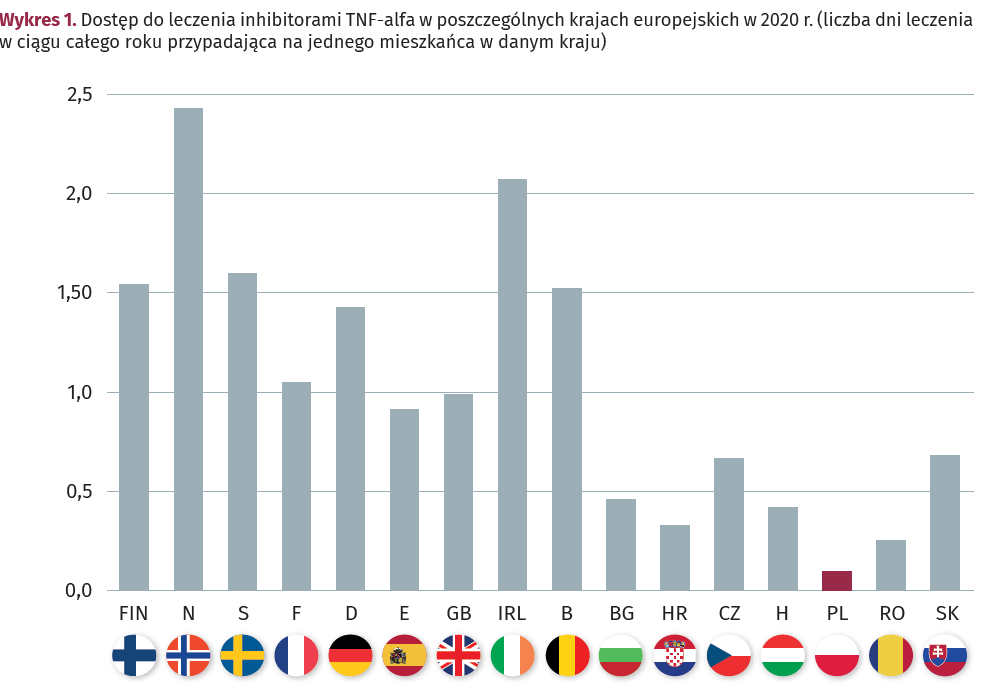 Wykres 1. Dostęp do leczenia inhibitorami TNF-alfa w poszczególnych krajach europejskich w 2020 r. (liczba dni leczenia
w ciągu całego roku przypadająca na jednego mieszkańca w danym kraju)
2,5
2,0
1,50
1,0
0,5
0,0
FIN N S F D E GB IRL B BG HR CZ H PL RO SK